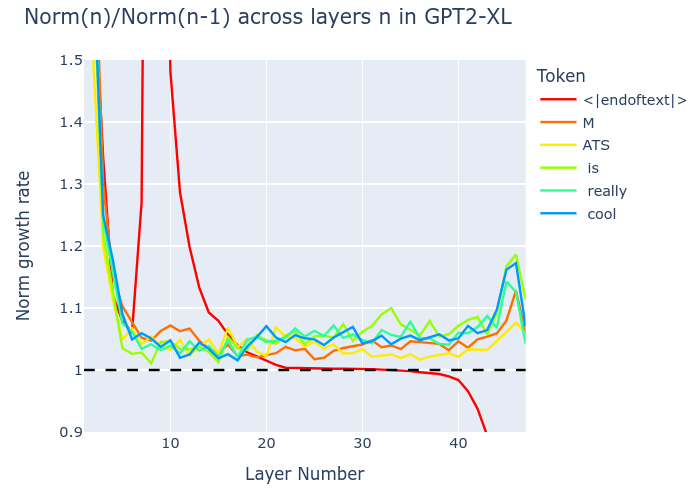 Norm(n)/Norm(n-1) across layers n in GPT2-XL
Norm growth rate
1.5
1.4
1.3
1.2
1.1
1
0.9
10
20
30
40
Layer Number
Token
<|endoftext|>
M
ATS
is
really
cool